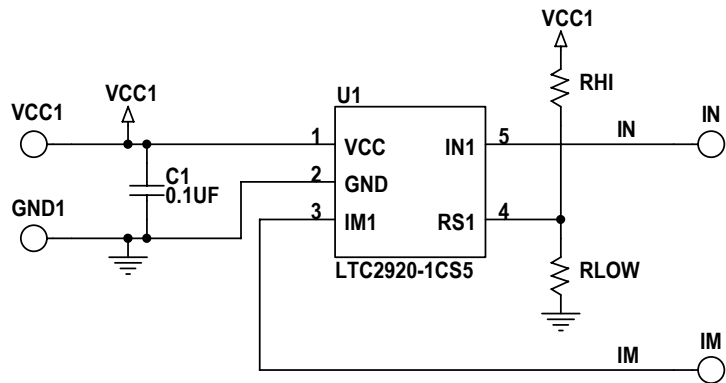 VCC1
VCC1
VCC1
U1
RHI
IN
IN
1
VCC
IN1
5
C1
0.1UF
2
GND
GND1
3
IM1
RS1
4
LTC2920-1CS5
RLOW
IM
IM